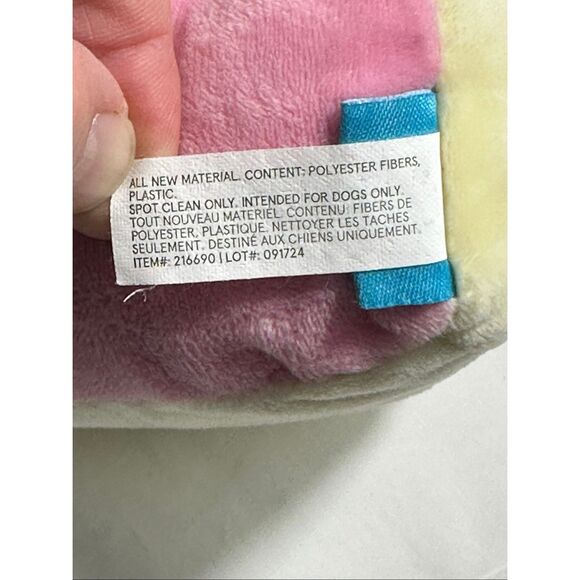 ALL NEW MATERIAL. CONTENT: POLYESTER FIBERS,
PLASTIC.
SPOT CLEAN ONLY. INTENDED FOR DOGS ONLY.
TOUT NOUVEAU MATERIEL. CONTENU: FIBERS DE
POLYESTER, PLASTIQUE. NETTOYER LES TACHES
SEULEMENT. DESTINÉ AUX CHIENS UNIQUEMENT.
ITEM#: 216690 | LOT#: 091724